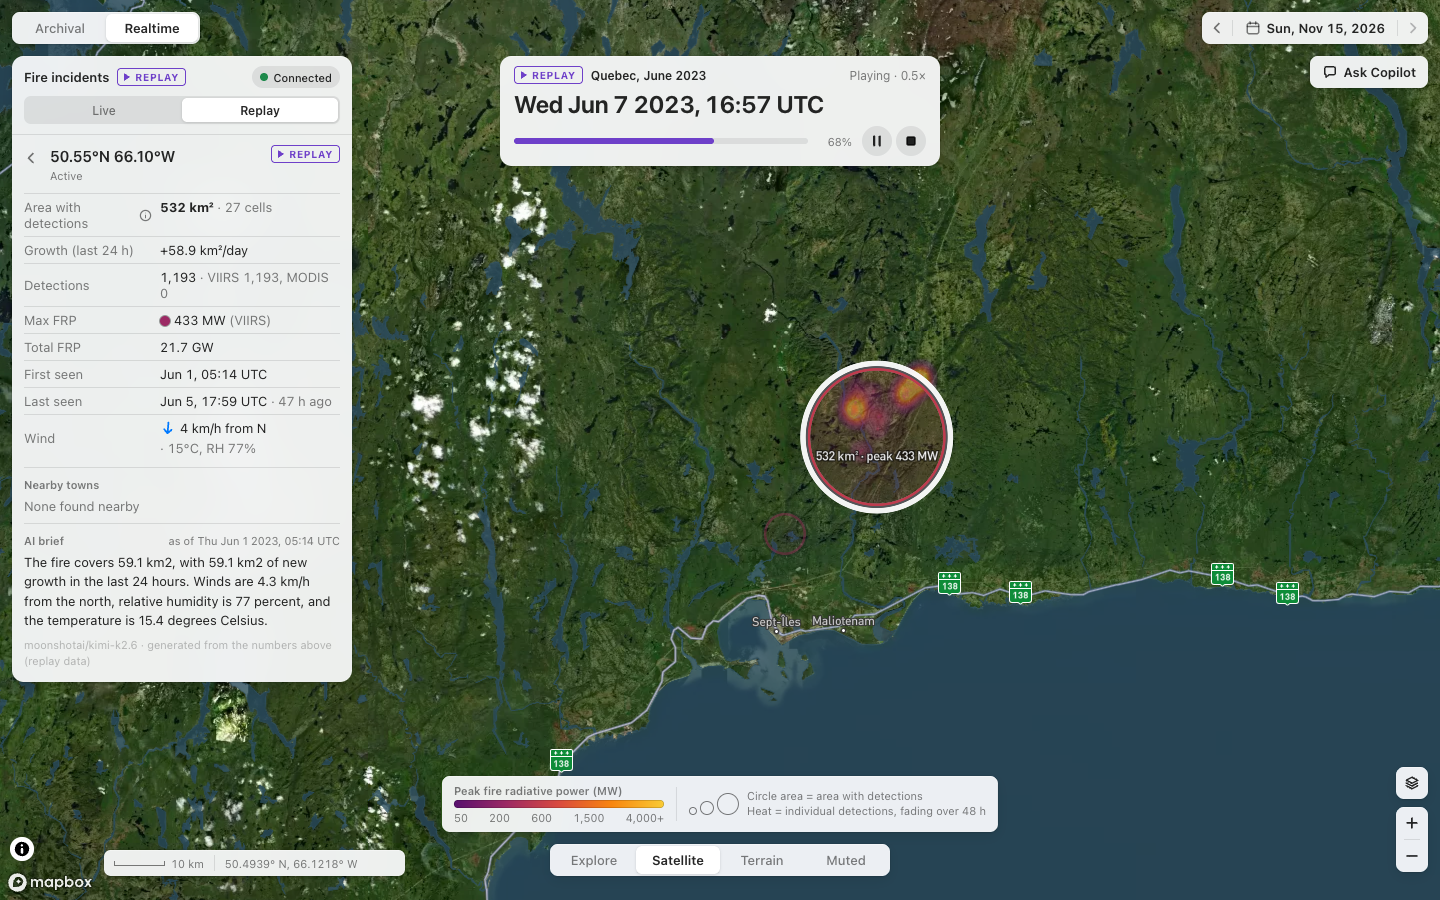 Archival
Realtime
Sun, Nov 15, 2026
Ask Copilot
Fire incidents
REPLAY
Connected
Live
Replay
50.55°N 66.10°W
REPLAY
Active
Area with
detections
532 km² · 27 cells
Growth (last 24 h)
+58.9 km²/day
Detections
1,193 · VIIRS 1,193, MODIS
0
Max FRP
433 MW (VIIRS)
Total FRP
21.7 GW
First seen
Jun 1, 05:14 UTC
Last seen
Jun 5, 17:59 UTC · 47 h ago
Wind
4 km/h from N
· 15°C, RH 77%
Nearby towns
None found nearby
AI brief
as of Thu Jun 1 2023, 05:14 UTC
The fire covers 59.1 km2, with 59.1 km2 of new
growth in the last 24 hours. Winds are 4.3 km/h
from the north, relative humidity is 77 percent, and
the temperature is 15.4 degrees Celsius.
moonshotai/kimi-k2.6 · generated from the numbers above
(replay data)
REPLAY
Quebec, June 2023
Playing · 0.5×
Wed Jun 7 2023, 16:57 UTC
68%
532 km² · peak 433 MW
138
138
138
138
Sept-Îles
Maliotenam
138
Peak fire radiative power (MW)
50
200
600
1,500
4,000+
Circle area = area with detections
Heat = individual detections, fading over 48 h
10 km
50.4939° N, 66.1218° W
Explore
Satellite
Terrain
Muted
mapbox